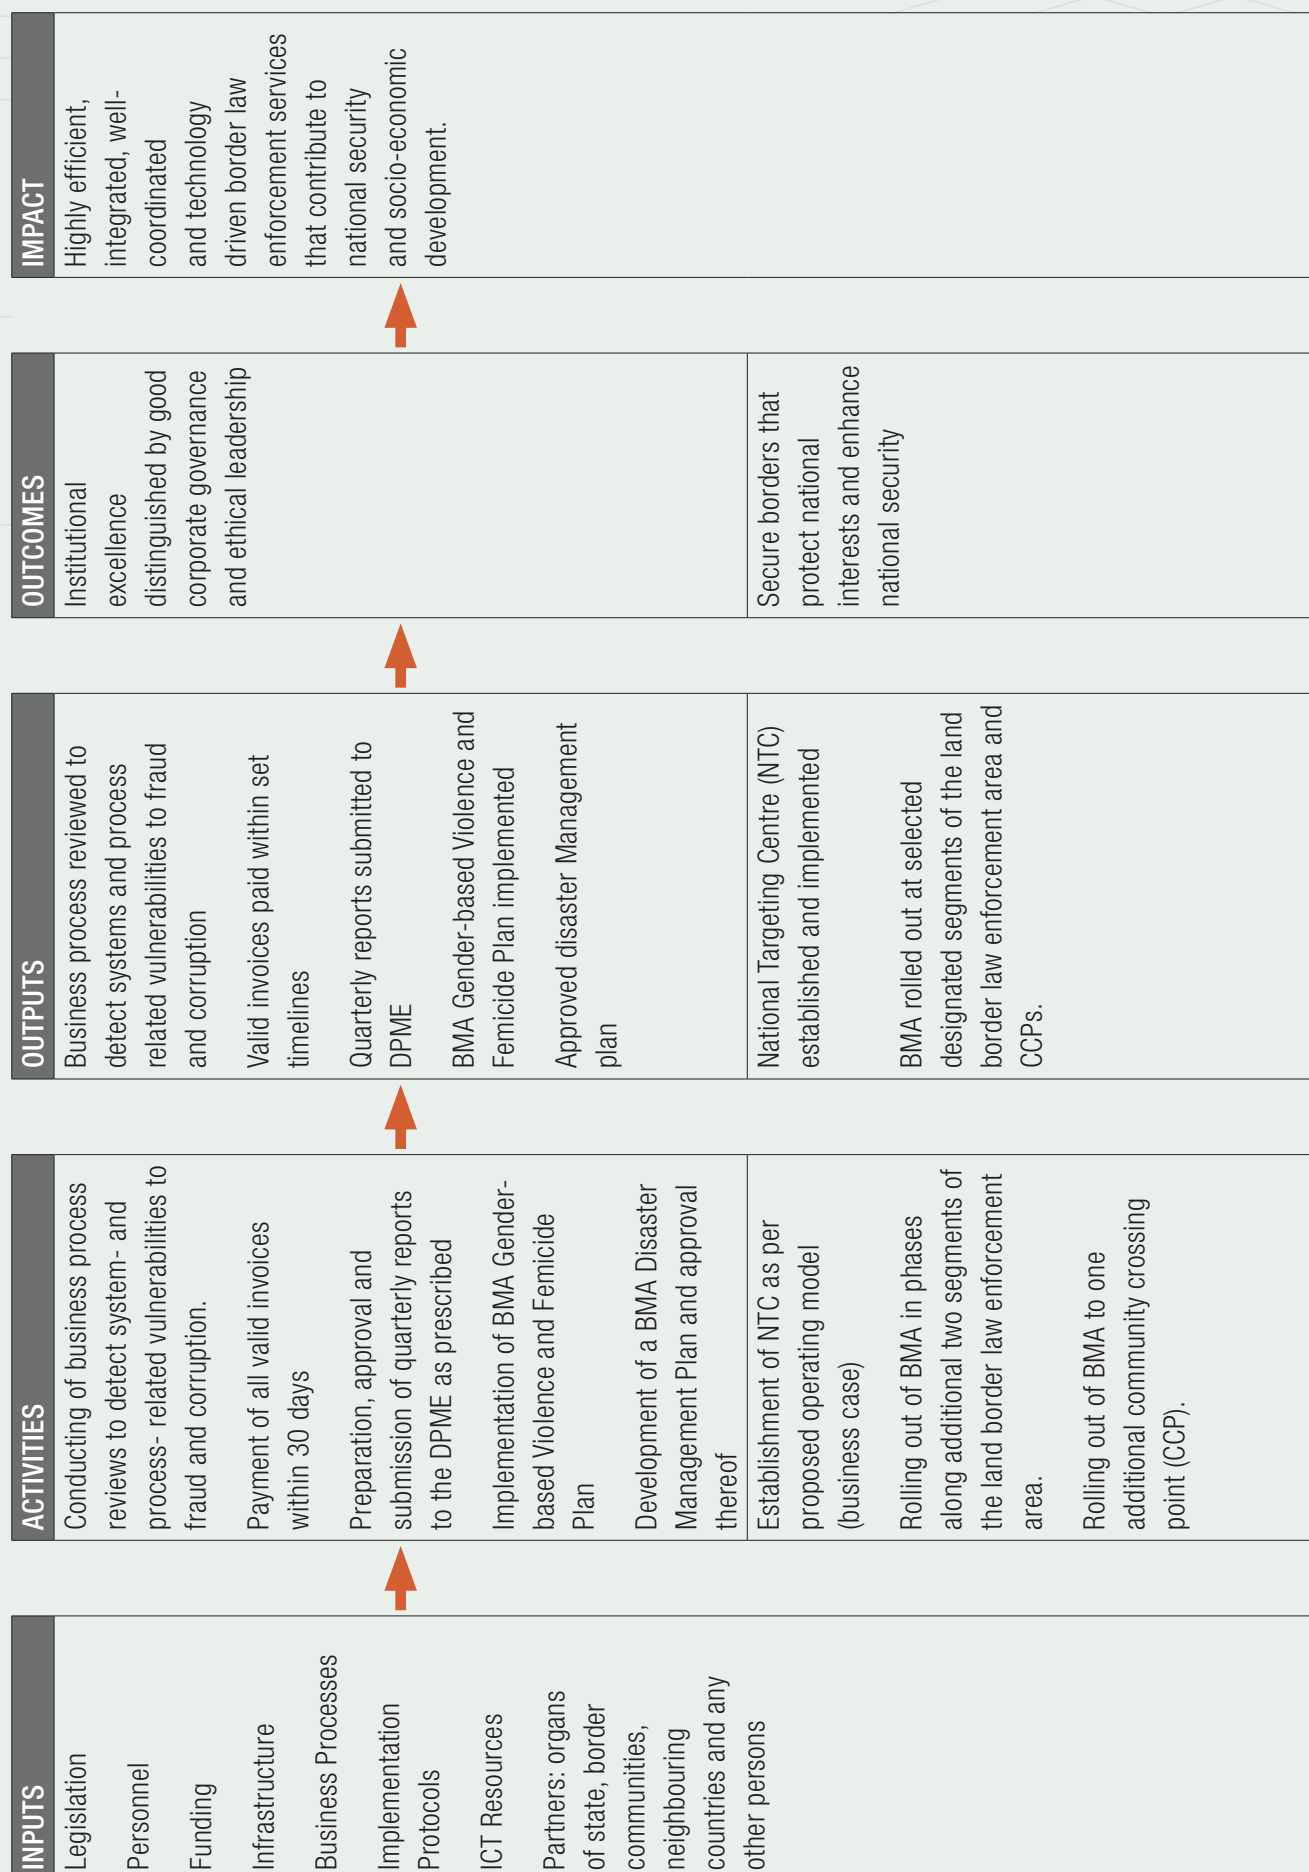 INPUTS
Legislation
Personnel
Funding
Infrastructure
Business Processes
Implementation
Protocols
ICT Resources
Partners: organs
of state, border
communities,
neighbouring
countries and any
other persons
ACTIVITIES
Conducting of business process
reviews to detect system- and
process- related vulnerabilities to
fraud and corruption.
Payment of all valid invoices
within 30 days
Preparation, approval and
submission of quarterly reports
to the DPME as prescribed
Implementation of BMA Gender-
based Violence and Femicide
Plan
Development of a BMA Disaster
Management Plan and approval
thereof
Establishment of NTC as per
proposed operating model
(business case)
Rolling out of BMA in phases
along additional two segments of
the land border law enforcement
area.
Rolling out of BMA to one
additional community crossing
point (CCP).
OUTPUTS
Business process reviewed to
detect systems and process
related vulnerabilities to fraud
and corruption
Valid invoices paid within set
timelines
Quarterly reports submitted to
DPME
BMA Gender-based Violence and
Femicide Plan implemented
Approved disaster Management
plan
National Targeting Centre (NTC)
established and implemented
BMA rolled out at selected
designated segments of the land
border law enforcement area and
CCPs.
OUTCOMES
Institutional
excellence
distinguished by good
corporate governance
and ethical leadership
Secure borders that
protect national
interests and enhance
national security
IMPACT
Highly efficient,
integrated, well-
coordinated
and technology
driven border law
enforcement services
that contribute to
national security
and socio-economic
development.